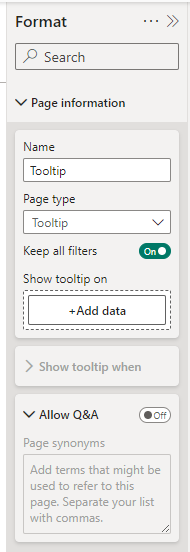 Format
Search
Page information
Name
Tooltip
Page type
Tooltip
Keep all filters
On
Show tooltip on
+Add data
Show tooltip when
Allow Q&A
Off
Page synonyms
Add terms that might be
used to refer to this
page. Separate your list
with commas.